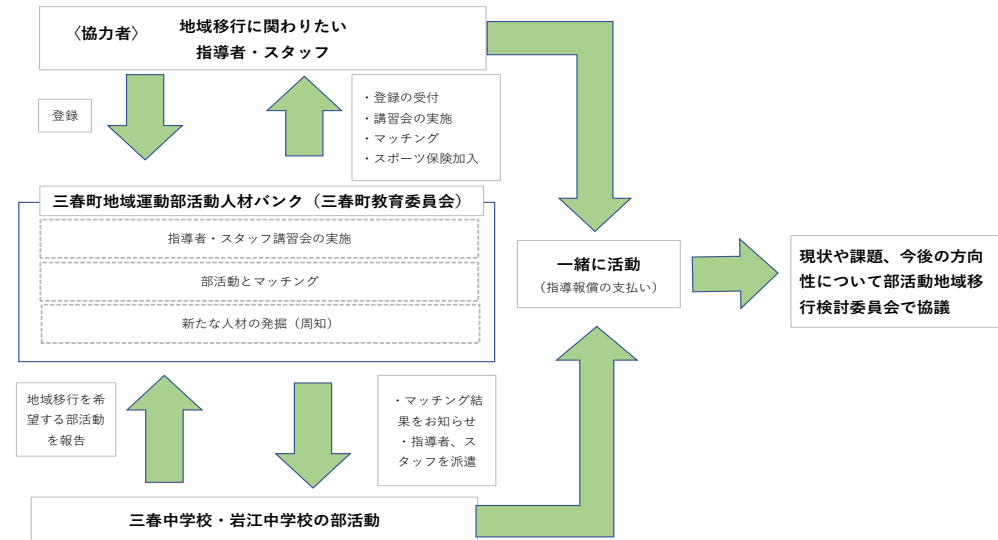 〈協力者〉 地域移行に関わりたい
指導者・スタッフ
登録
・登録の受付
・講習会の実施
・マッチング
・スポーツ保険加入
三春町地域運動部活動人材バンク（三春町教育委員会）
指導者・スタッフ講習会の実施
部活動とマッチング
新たな人材の発掘（周知）
一緒に活動
（指導報償の支払い）
現状や課題、今後の方向
性について部活動地域移
行検討委員会で協議
地域移行を希
望する部活動
を報告
・マッチング結
果をお知らせ
・指導者、ス
タッフを派遣
三春中学校・岩江中学校の部活動